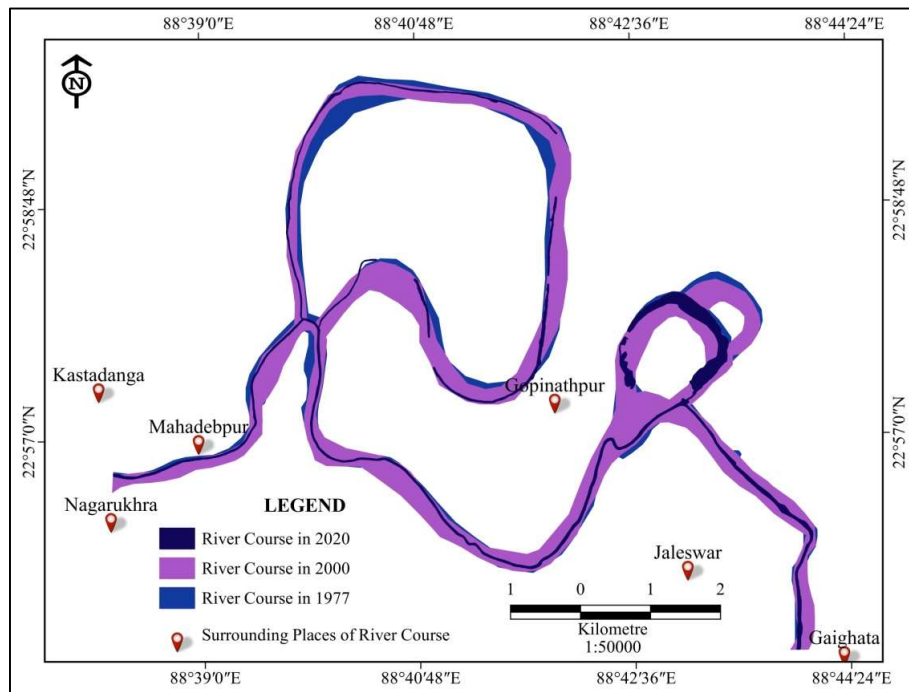 88°39′0″E 88°40′48″E 88°42′36″E 88°44′24″E
N
22°58′48″N 22°58′48″N
Kastadanga
Gopinathpur
Mahadebpur
22°57′0″N 22°57′0″N
Nagarukhra
LEGEND
River Course in 2020
River Course in 2000
River Course in 1977
Surrounding Places of River Course
Jaleswar
1 0 1 2
Kilometre
1:50000
Gaighata
88°39′0″E 88°40′48″E 88°42′36″E 88°44′24″E